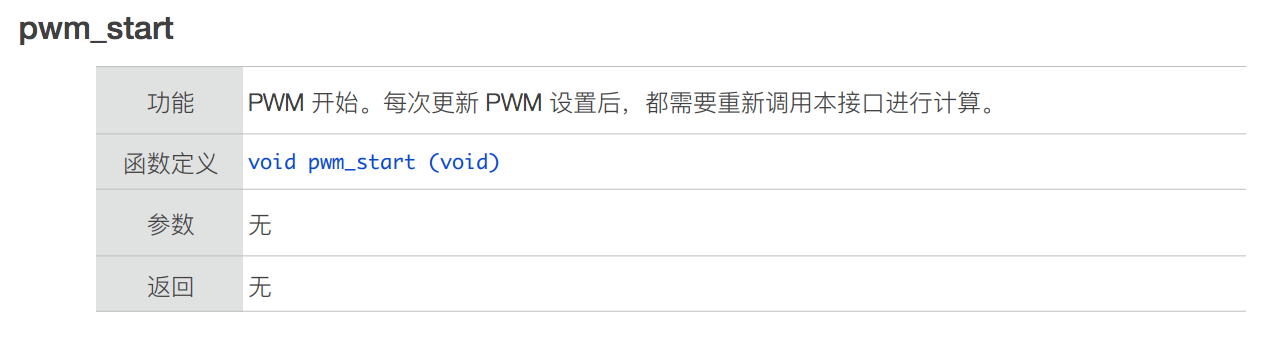 pwm_start
功能 PWM 开始。每次更新 PWM 设置后，都需要重新调用本接口进行计算。
函数定义 void pwm_start (void)
参数 无
返回 无